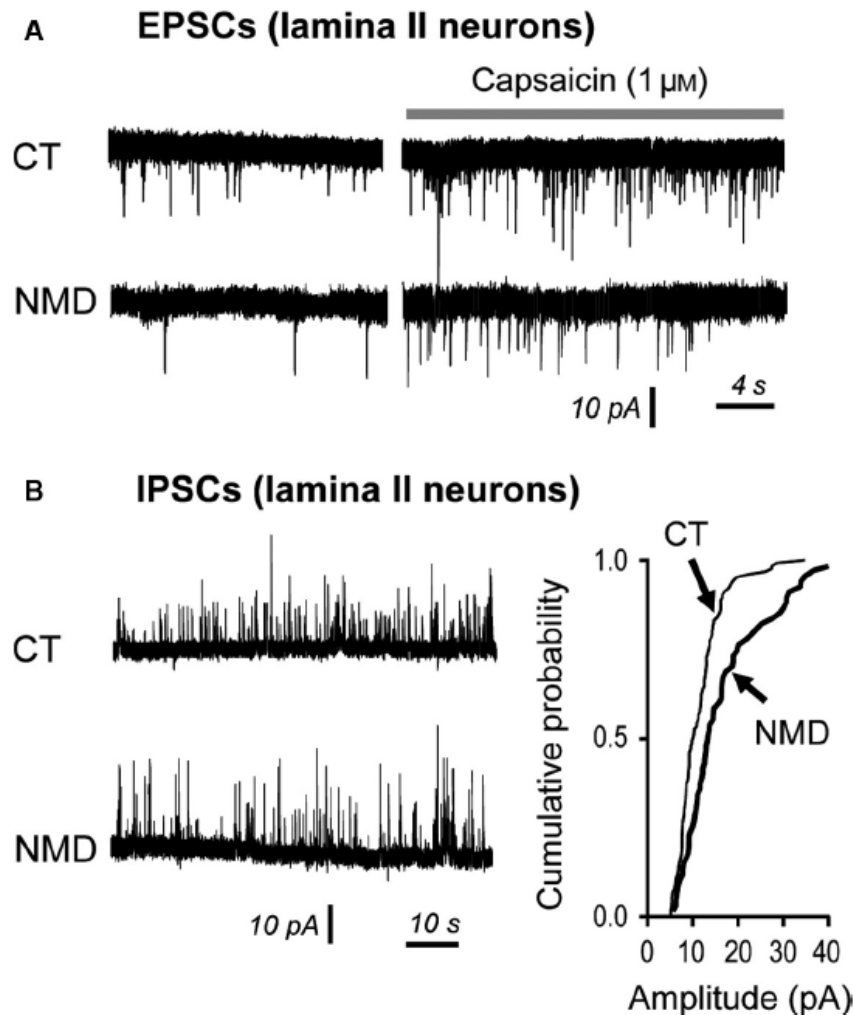 A EPSCs (lamina II neurons)
Capsaicin (1 µM)
CT
NMD
10 pA
4 s
B IPSCs (lamina II neurons)
CT
NMD
10 pA
10 s
CT
NMD
Cumulative probability
1.0
0.5
0.0
0 10 20 30 40
Amplitude (pA)